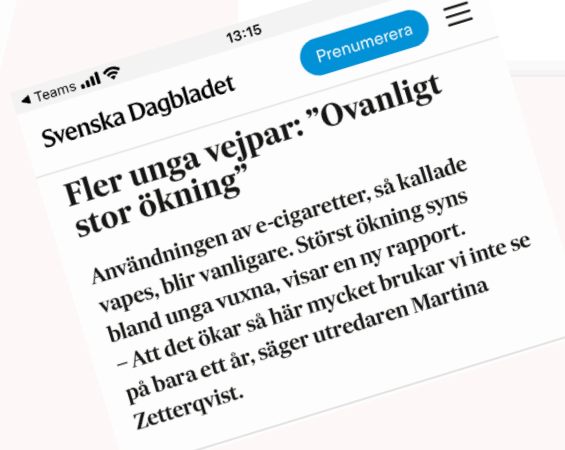 13:15
◀ Teams
Svenska Dagbladet
Prenumerera
Fler unga vejpar: ”Ovanligt
stor ökning”
Användningen av e-cigaretter, så kallade
vapes, blir vanligare. Störst ökning syns
bland unga vuxna, visar en ny rapport.
– Att det ökar så här mycket brukar vi inte se
på bara ett år, säger utredaren Martina
Zetterqvist.